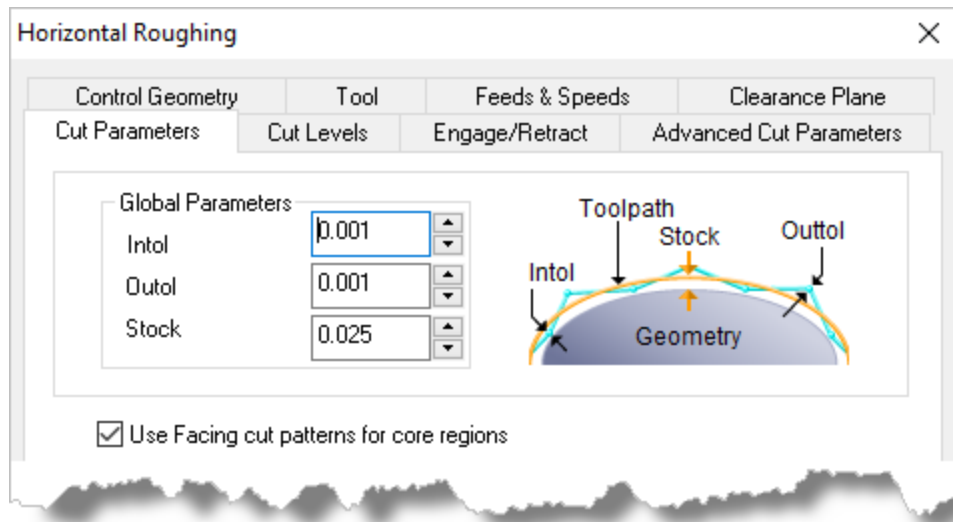 Horizontal Roughing
Control Geometry Tool Feeds & Speeds Clearance Plane
Cut Parameters Cut Levels Engage/Retract Advanced Cut Parameters
Global Parameters
Intol 0.001
Outol 0.001
Stock 0.025
Toolpath
Stock
Outtol
Intol
Geometry
Use Facing cut patterns for core regions